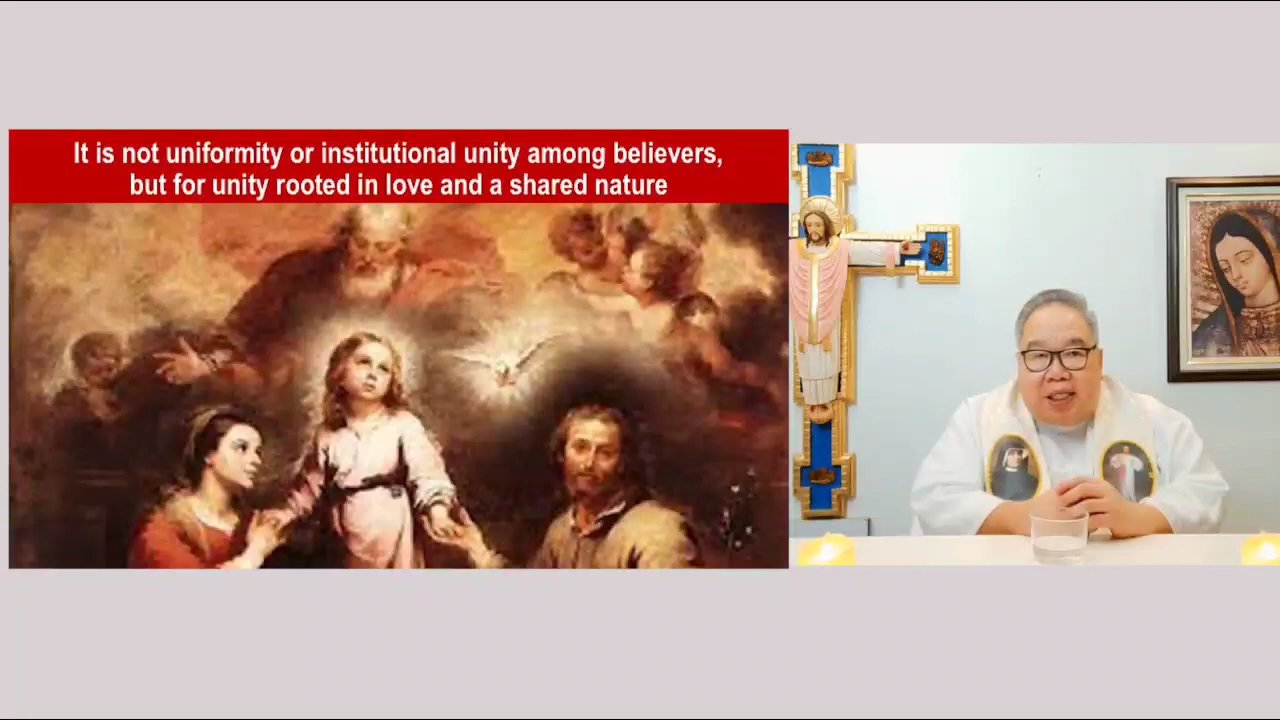 It is not uniformity or institutional unity among believers,
but for unity rooted in love and a shared nature